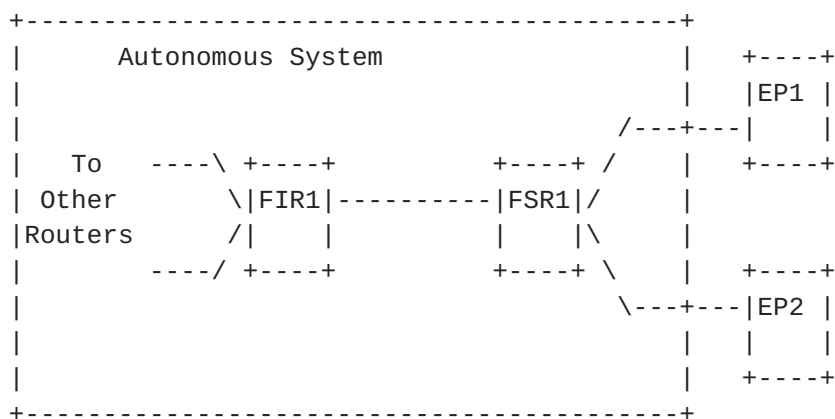 +-------------------------------------------+
|      Autonomous System                    |   +----+
|                                           |   |EP1 |
|                                       /---+---|    |
|   To   ----\ +----+          +----+ /     |   +----+
| Other       \|FIR1|----------|FSR1|/      |
|Routers      /|    |          |    |\      |
|        ----/ +----+          +----+ \     |   +----+
|                                       \---+---|EP2 |
|                                           |   |    |
|                                           |   +----+
+-------------------------------------------+